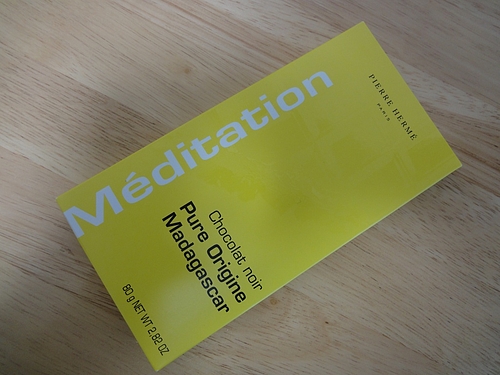 Méditation
PIERRE HERMÉ
PARIS
Chocolat noir
Pure Origine
Madagascar
80 g NET WT 2,82 OZ